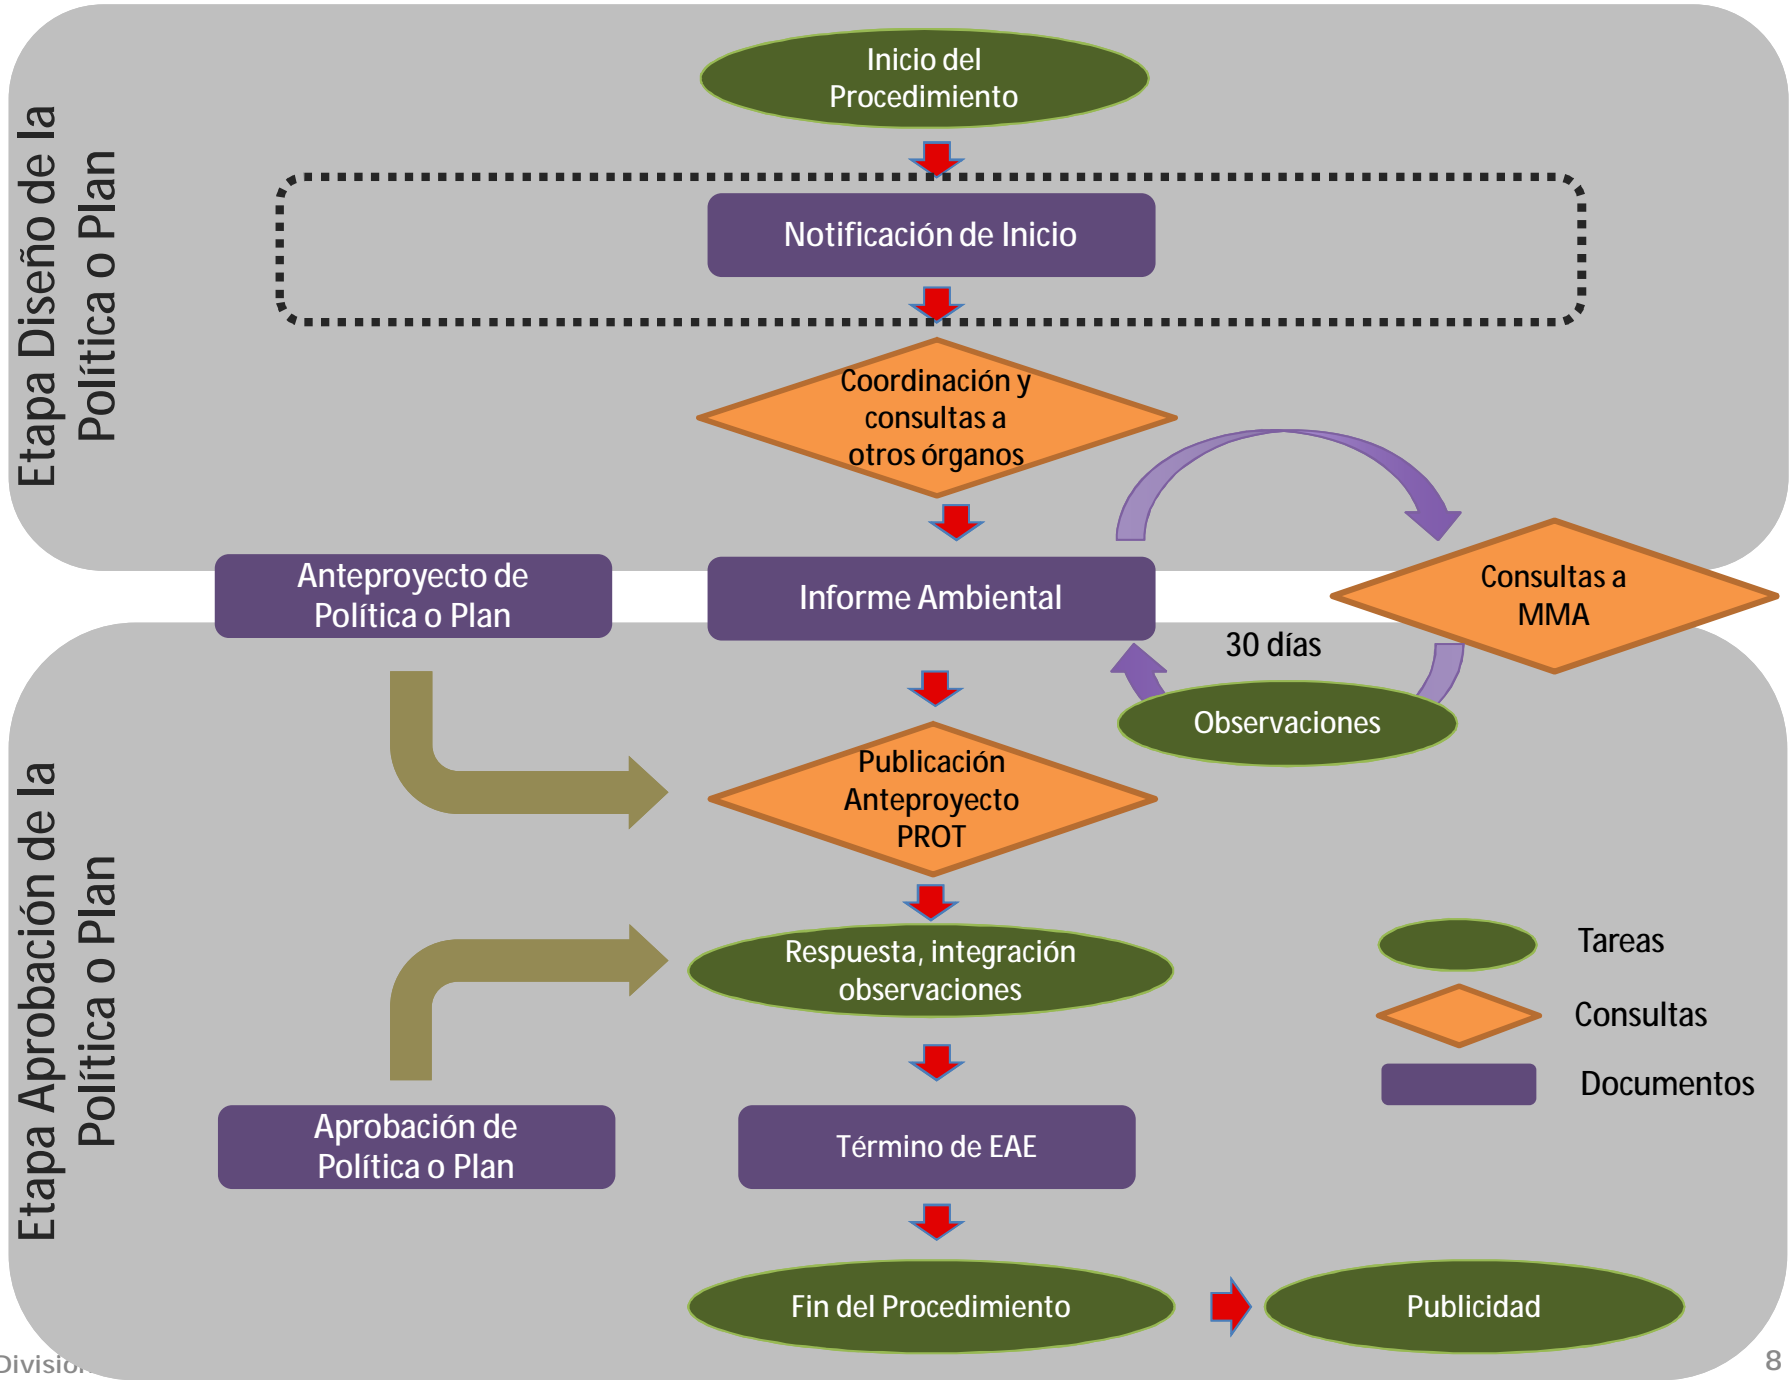 Etapa Diseño de la
Política o Plan
Inicio del
Procedimiento
Notificación de Inicio
Coordinación y
consultas a
otros órganos
Anteproyecto de
Política o Plan
Informe Ambiental
Consultas a
MMA
30 días
Observaciones
Etapa Aprobación de la
Política o Plan
Publicación
Anteproyecto
PROT
Respuesta, integración
observaciones
Tareas
Consultas
Documentos
Aprobación de
Política o Plan
Término de EAE
Fin del Procedimiento
Publicidad
8